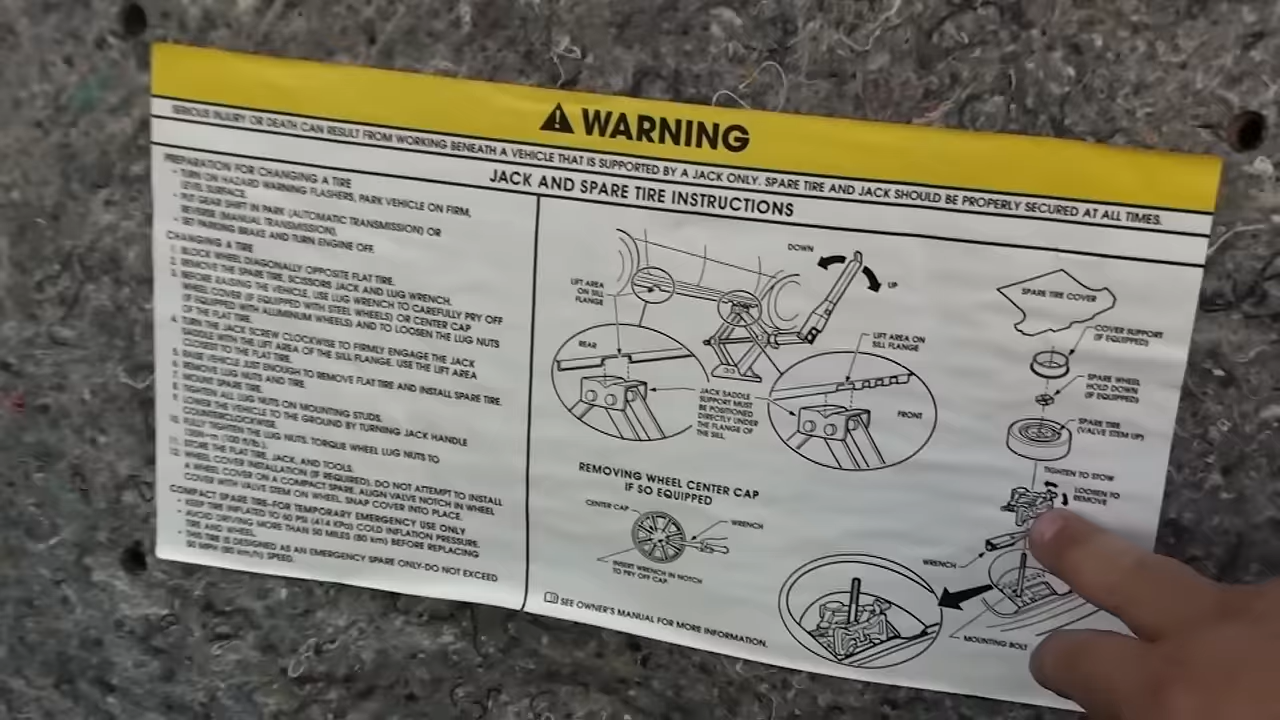 WARNING
SERIOUS INJURY OR DEATH CAN RESULT FROM WORKING BENEATH A VEHICLE THAT IS SUPPORTED BY A JACK ONLY. SPARE TIRE AND JACK SHOULD BE PROPERLY SECURED AT ALL TIMES.
JACK AND SPARE TIRE INSTRUCTIONS
PREPARATION FOR CHANGING A TIRE
• TURN ON HAZARD WARNING FLASHERS, PARK VEHICLE ON FIRM,
LEVEL SURFACE.
• PUT GEAR SHIFT IN PARK (AUTOMATIC TRANSMISSION) OR
REVERSE (MANUAL TRANSMISSION).
• SET PARKING BRAKE AND TURN ENGINE OFF.
CHANGING A TIRE
1. BLOCK WHEEL DIAGONALLY OPPOSITE FLAT TIRE.
2. REMOVE THE SPARE TIRE, SCISSORS JACK AND LUG WRENCH.
3. BEFORE RAISING THE VEHICLE, USE LUG WRENCH TO CAREFULLY PRY OFF
WHEEL COVER (IF EQUIPPED WITH STEEL WHEELS) OR CENTER CAP
(IF EQUIPPED WITH ALUMINUM WHEELS) AND TO LOOSEN THE LUG NUTS
OF THE FLAT TIRE.
4. TURN THE JACK SCREW CLOCKWISE TO FIRMLY ENGAGE THE JACK
SADDLE WITH THE LIFT AREA OF THE SILL FLANGE. USE THE LIFT AREA
CLOSEST TO THE FLAT TIRE.
5. RAISE VEHICLE JUST ENOUGH TO REMOVE FLAT TIRE AND INSTALL SPARE TIRE.
6. REMOVE LUG NUTS AND TIRE.
7. MOUNT SPARE TIRE.
8. TIGHTEN ALL LUG NUTS ON MOUNTING STUDS.
9. LOWER THE VEHICLE TO THE GROUND BY TURNING JACK HANDLE
COUNTERCLOCKWISE.
10. FULLY TIGHTEN THE LUG NUTS. TORQUE WHEEL LUG NUTS TO
(100 ft/lb.).
11. STORE THE FLAT TIRE, JACK, AND TOOLS.
12. WHEEL COVER INSTALLATION (IF REQUIRED). DO NOT ATTEMPT TO INSTALL
A WHEEL COVER ON A COMPACT SPARE. ALIGN VALVE NOTCH IN WHEEL
COVER WITH VALVE STEM ON WHEEL. SNAP COVER INTO PLACE.
COMPACT SPARE TIRE–FOR TEMPORARY EMERGENCY USE ONLY
• KEEP TIRE INFLATED TO 60 PSI (414 KPa) COLD INFLATION PRESSURE.
• AVOID DRIVING MORE THAN 50 MILES (80 km) BEFORE REPLACING
TIRE AND WHEEL.
• THIS TIRE IS DESIGNED AS AN EMERGENCY SPARE ONLY–DO NOT EXCEED
50 MPH (80 km/h) SPEED.
DOWN
UP
LIFT AREA
ON SILL
FLANGE
REAR
LIFT AREA ON
SILL FLANGE
JACK SADDLE
SUPPORT MUST
BE POSITIONED
DIRECTLY UNDER
THE FLANGE OF
THE SILL.
FRONT
REMOVING WHEEL CENTER CAP
IF SO EQUIPPED
CENTER CAP
WRENCH
INSERT WRENCH IN NOTCH
TO PRY OFF CAP.
SEE OWNER'S MANUAL FOR MORE INFORMATION.
SPARE TIRE COVER
COVER SUPPORT
(IF EQUIPPED)
SPARE WHEEL
HOLD DOWN
(IF EQUIPPED)
SPARE TIRE
(VALVE STEM UP)
TIGHTEN TO STOW
LOOSEN TO
REMOVE
WRENCH
MOUNTING BOLT